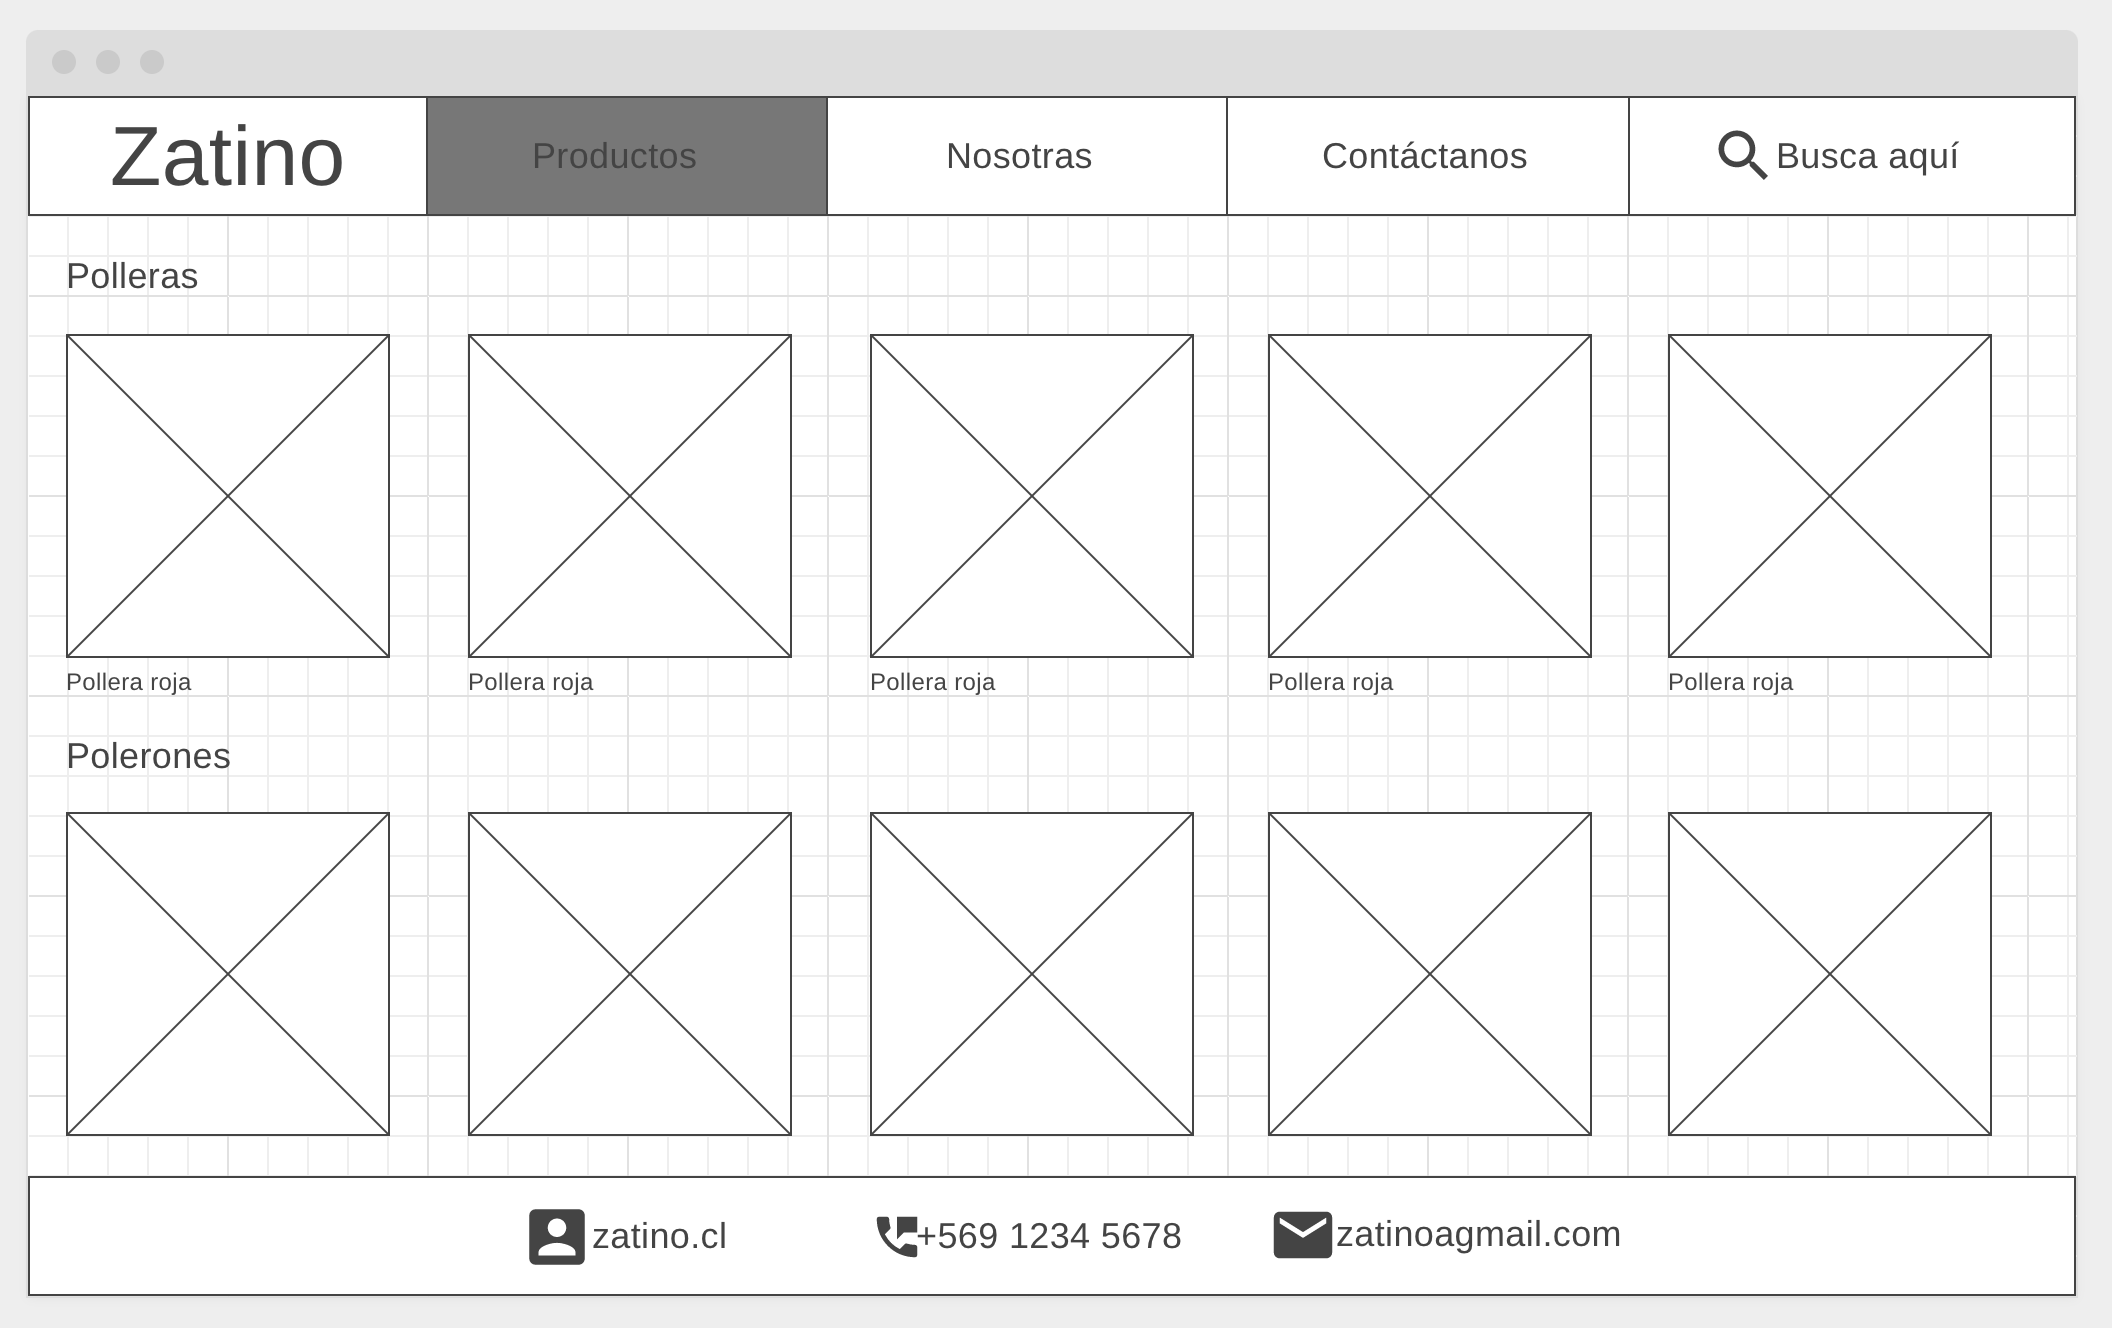 Zatino
Productos
Nosotras
Contáctanos
Busca aquí
Polleras
Pollera roja
Pollera roja
Pollera roja
Pollera roja
Pollera roja
Polerones
zatino.cl
+569 1234 5678
zatinoagmail.com